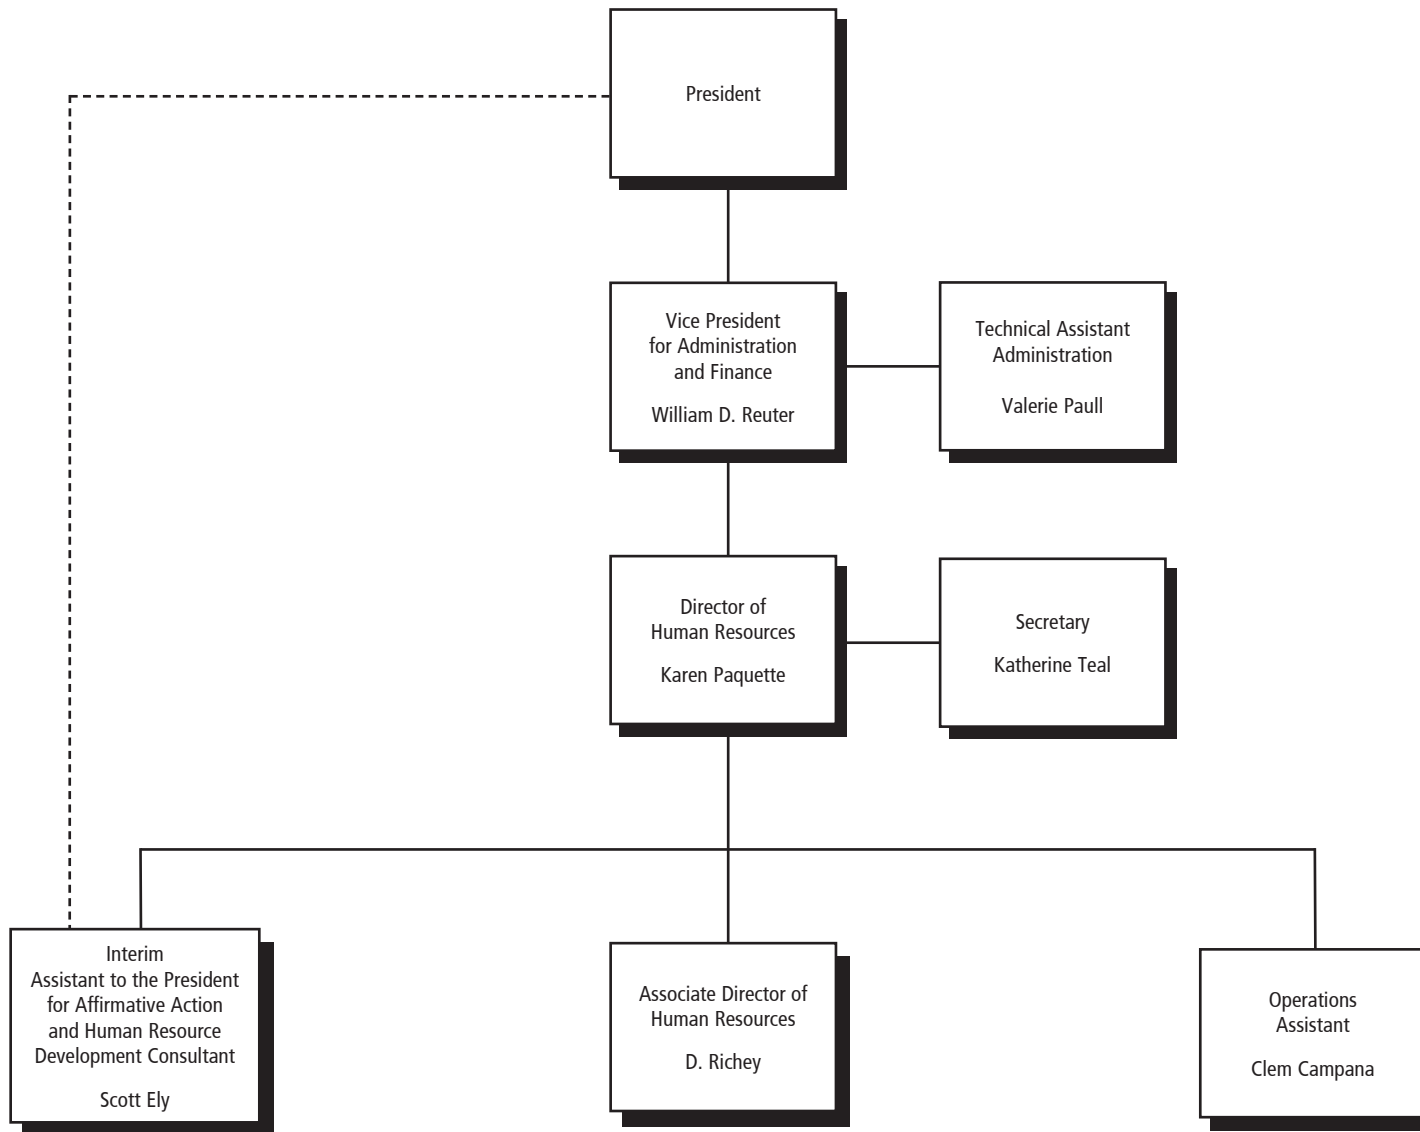 President
Vice President
for Administration
and Finance
William D. Reuter
Technical Assistant
Administration
Valerie Paull
Director of
Human Resources
Karen Paquette
Secretary
Katherine Teal
Interim
Assistant to the President
for Affirmative Action
and Human Resource
Development Consultant
Scott Ely
Associate Director of
Human Resources
D. Richey
Operations
Assistant
Clem Campana